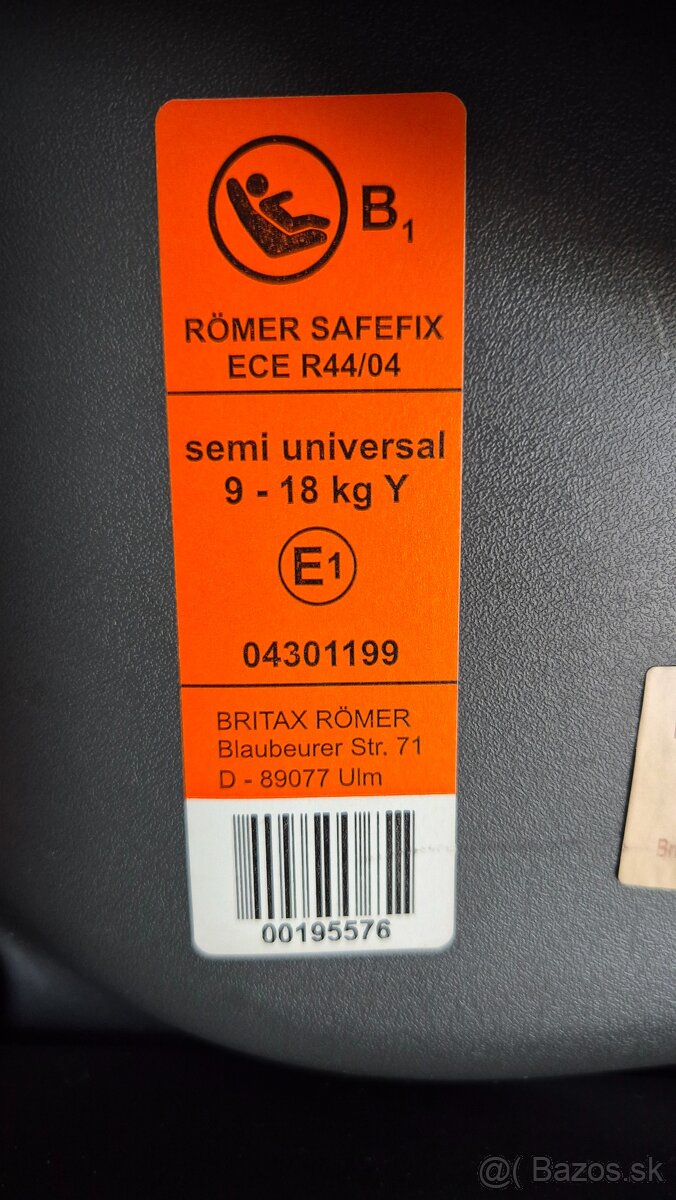 B1
RÖMER SAFEFIX
ECE R44/04
semi universal
9 - 18 kg Y
E1
04301199
BRITAX RÖMER
Blaubeurer Str. 71
D - 89077 Ulm
00195576
@( Bazos.sk